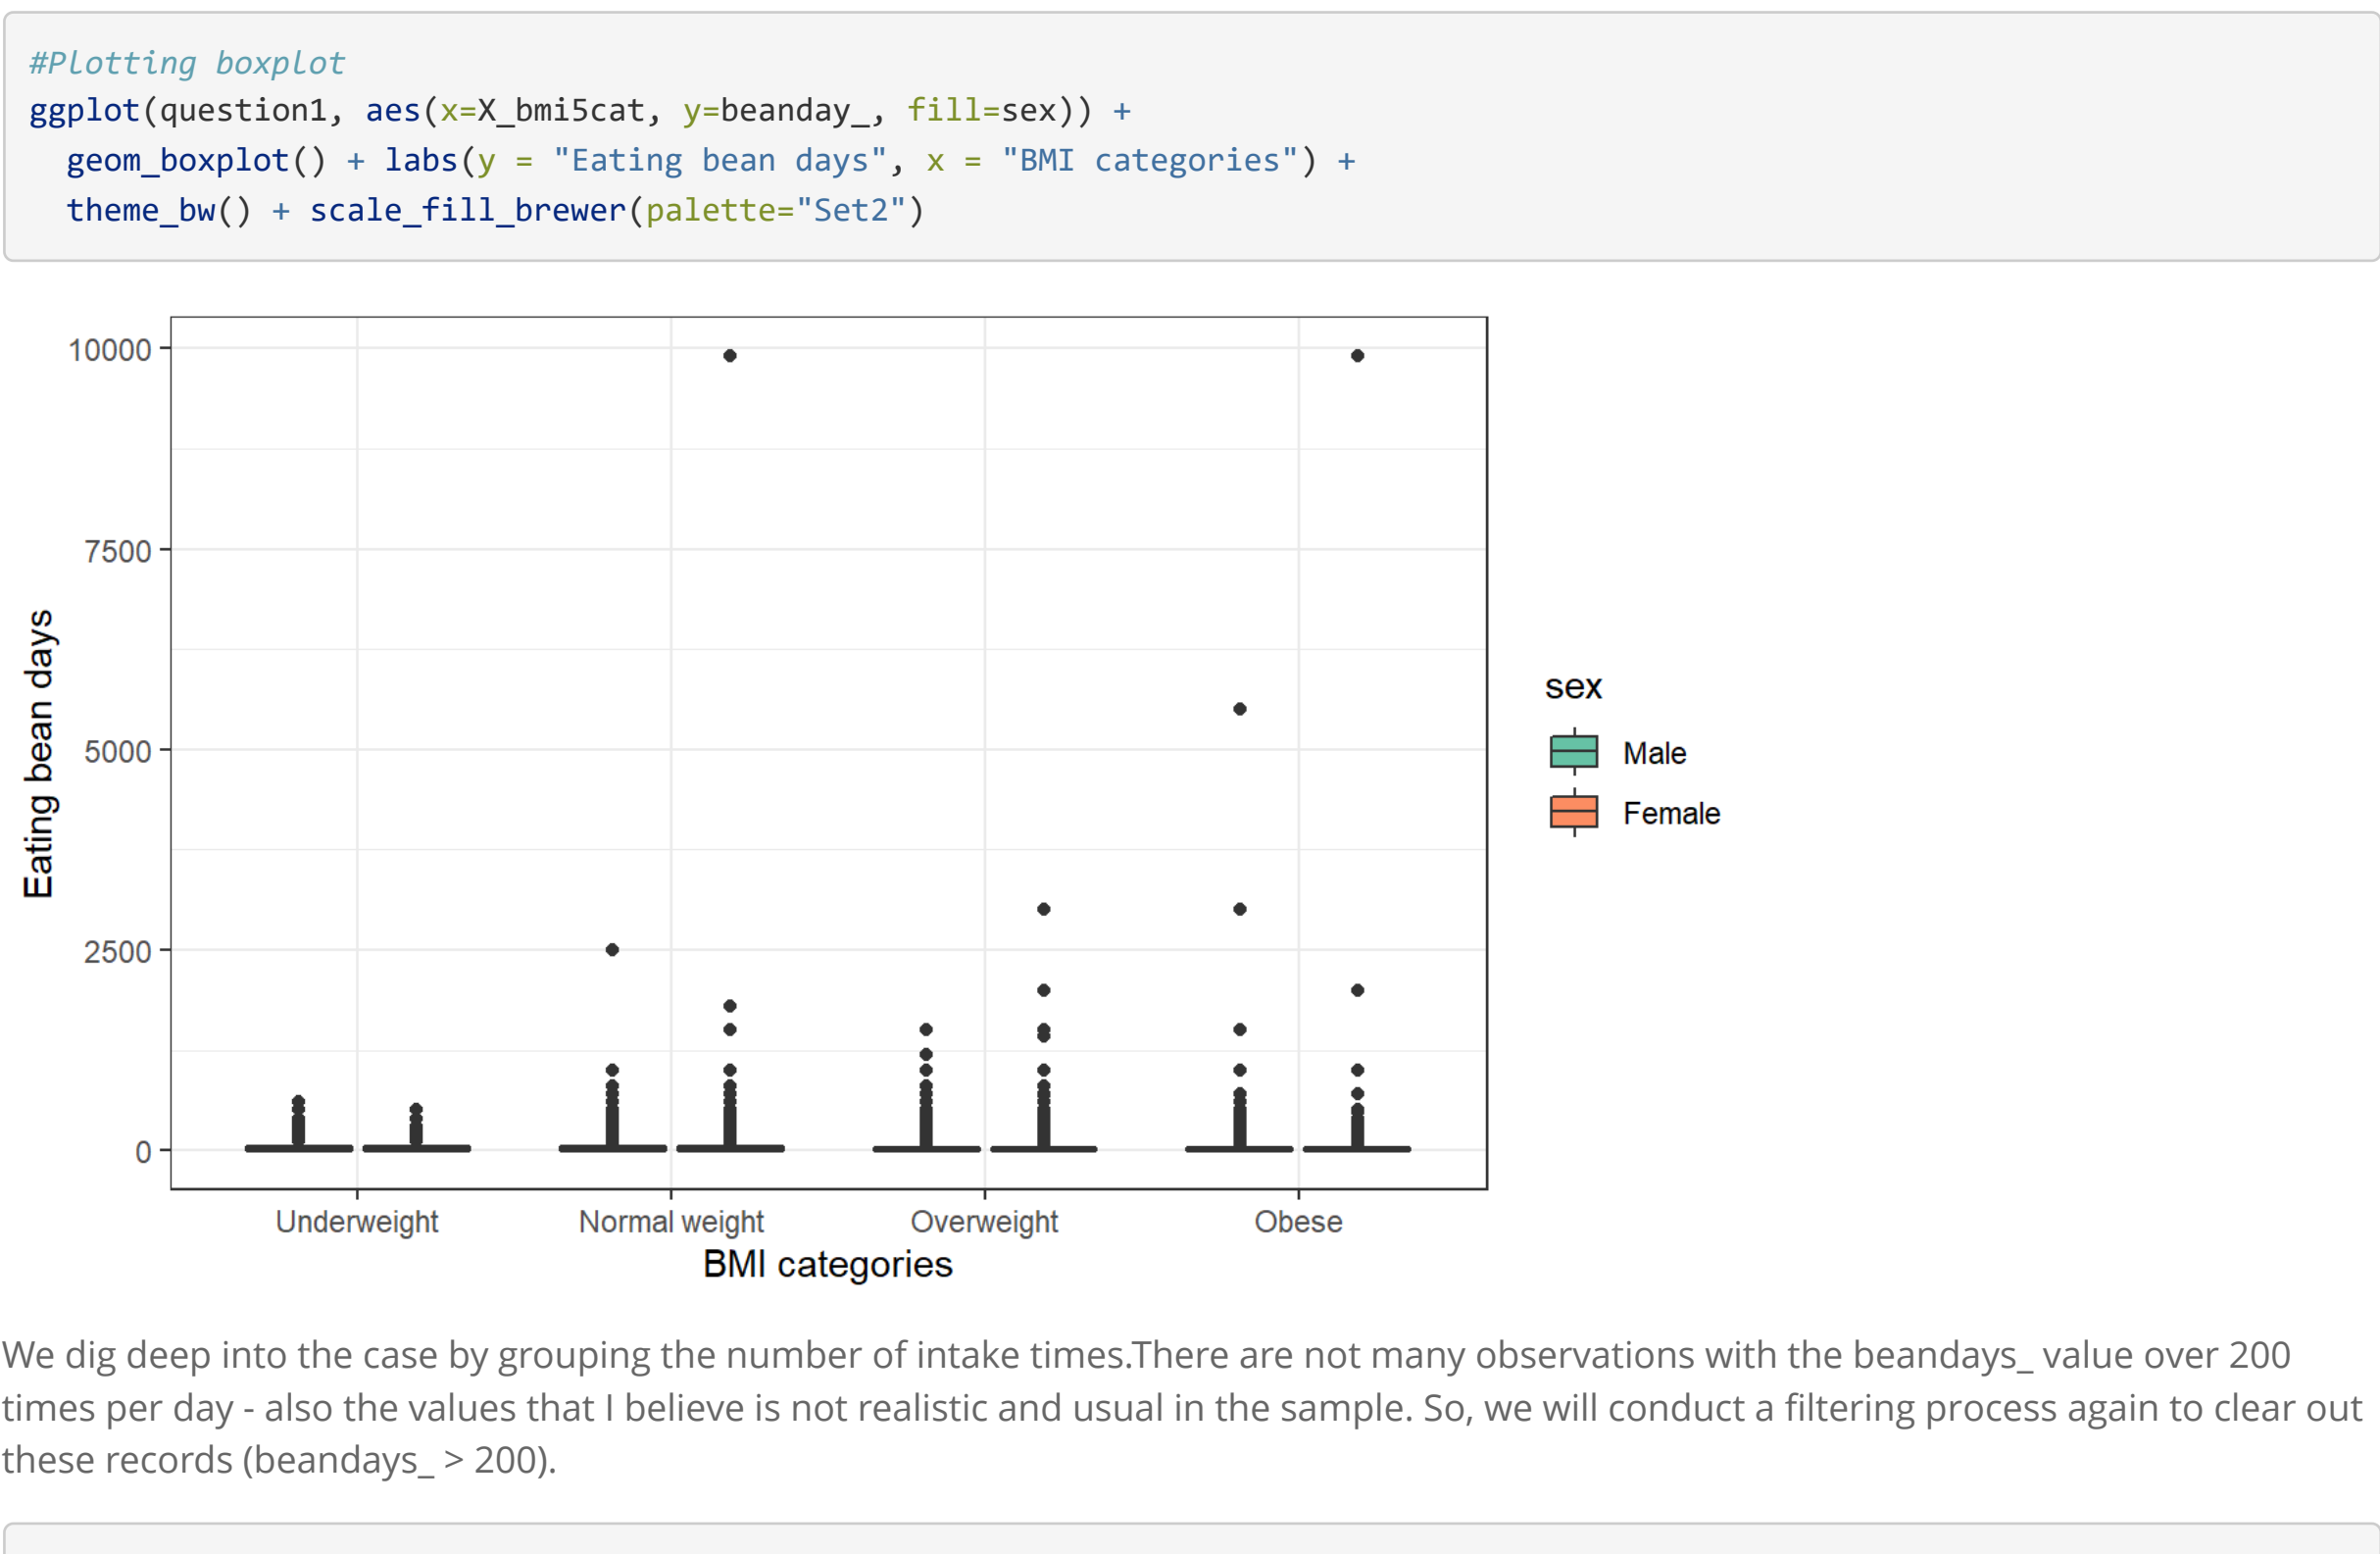 #Plotting boxplot
ggplot(question1, aes(x=X_bmi5cat, y=beanday_, fill=sex)) +
  geom_boxplot() + labs(y = "Eating bean days", x = "BMI categories") +
  theme_bw() + scale_fill_brewer(palette="Set2")
10000
7500
5000
2500
0
Eating bean days
Underweight
Normal weight
Overweight
Obese
BMI categories
sex
Male
Female
We dig deep into the case by grouping the number of intake times.There are not many observations with the beandays_ value over 200
times per day - also the values that I believe is not realistic and usual in the sample. So, we will conduct a filtering process again to clear out
these records (beandays_ > 200).